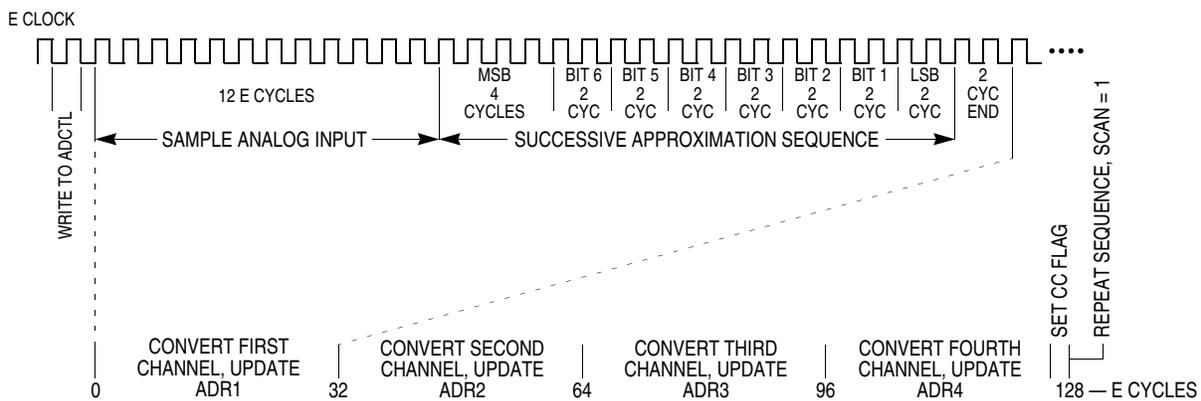 E CLOCK
12 E CYCLES
MSB
4
CYCLES
BIT 6
2
CYC
BIT 5
2
CYC
BIT 4
2
CYC
BIT 3
2
CYC
BIT 2
2
CYC
BIT 1
2
CYC
LSB
2
CYC
2
CYC
END
WRITE TO ADCTL
SAMPLE ANALOG INPUT
SUCCESSIVE APPROXIMATION SEQUENCE
SET CC FLAG
REPEAT SEQUENCE, SCAN = 1
CONVERT FIRST
CHANNEL, UPDATE
ADR1
CONVERT SECOND
CHANNEL, UPDATE
ADR2
CONVERT THIRD
CHANNEL, UPDATE
ADR3
CONVERT FOURTH
CHANNEL, UPDATE
ADR4
0
32
64
96
128 — E CYCLES